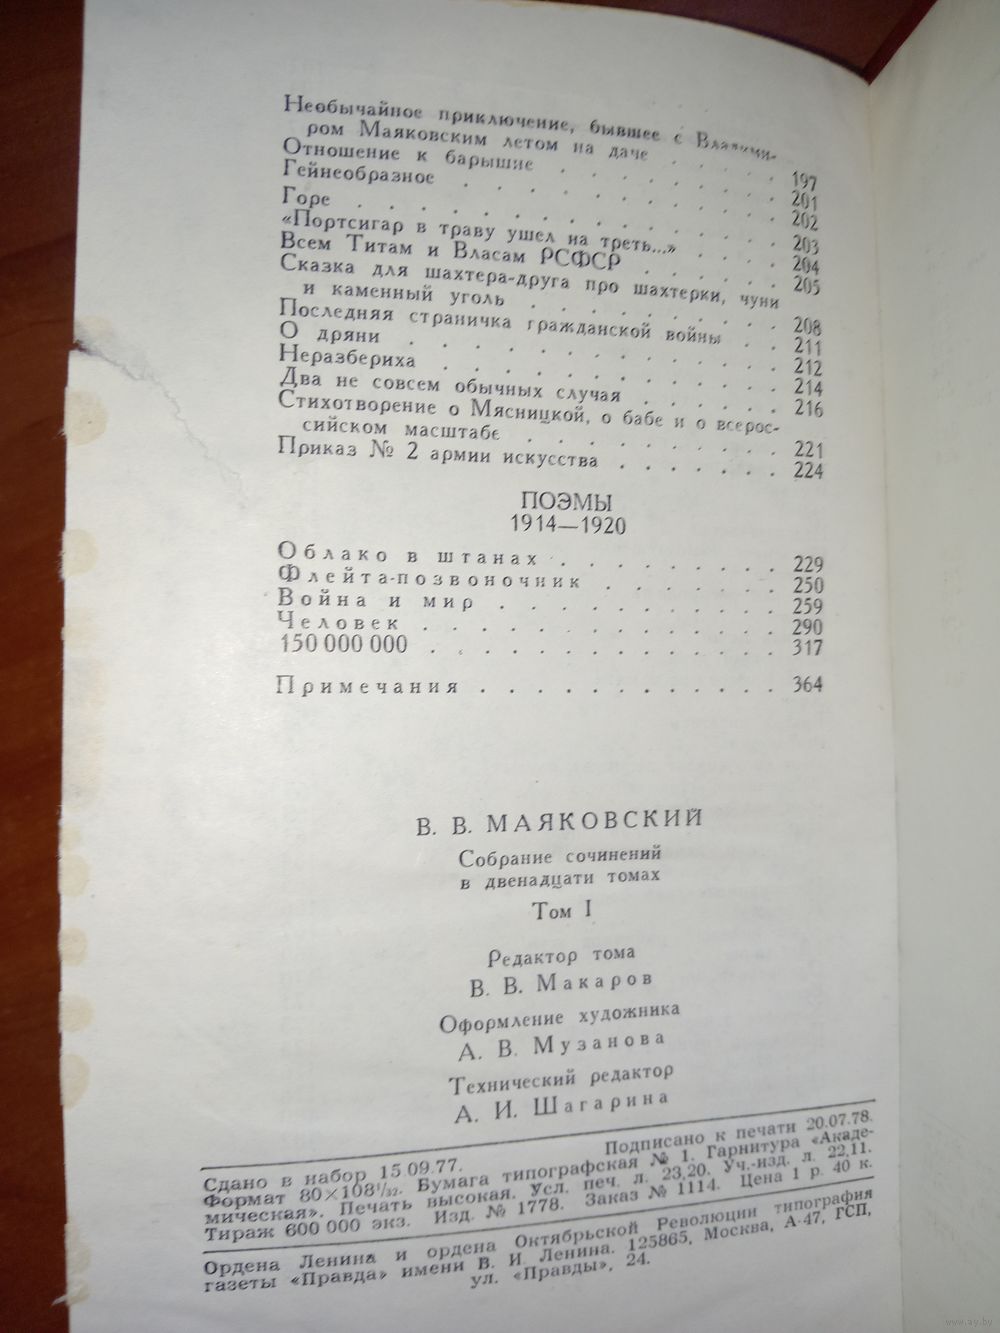 Необычайное приключение, бывшее с Владими-
ром Маяковским летом на даче . . . . 197
Отношение к барышне . . . . . . . 201
Гейнеобразное . . . . . . . . . 202
Горе . . . . . . . . . . . 203
«Портсигар в траву ушел на треть...» . . . . 204
Всем Титам и Власам РСФСР . . . . . 205
Сказка для шахтера-друга про шахтерки, чуни
и каменный уголь . . . . . . . . 208
Последняя страничка гражданской войны . . 211
О дряни . . . . . . . . . . 212
Неразбериха . . . . . . . . . 214
Два не совсем обычных случая . . . . . 216
Стихотворение о Мясницкой, о бабе и о всерос-
сийском масштабе . . . . . . . . 221
Приказ № 2 армии искусства . . . . . . 224
ПОЭМЫ
1914—1920
Облако в штанах . . . . . . . . 229
Флейта-позвоночник . . . . . . . 250
Война и мир . . . . . . . . . 259
Человек . . . . . . . . . . 290
150 000 000 . . . . . . . . . . 317
Примечания . . . . . . . . . . 364
В. В. МАЯКОВСКИЙ
Собрание сочинений
в двенадцати томах
Том I
Редактор тома
В. В. Макаров
Оформление художника
А. В. Музанова
Технический редактор
А. И. Шагарина
Сдано в набор 15 09.77. Подписано к печати 20.07.78.
Формат 80×108¹/₃₂. Бумага типографская № 1. Гарнитура «Акаде-
мическая». Печать высокая. Усл. печ. л. 23,20. Уч.-изд. л. 22,11.
Тираж 600 000 экз. Изд. № 1778. Заказ № 1114. Цена 1 р. 40 к.
Ордена Ленина и ордена Октябрьской Революции типография
газеты «Правда» имени В. И. Ленина. 125865, Москва, А-47, ГСП,
ул. «Правды», 24.
www.ay.by